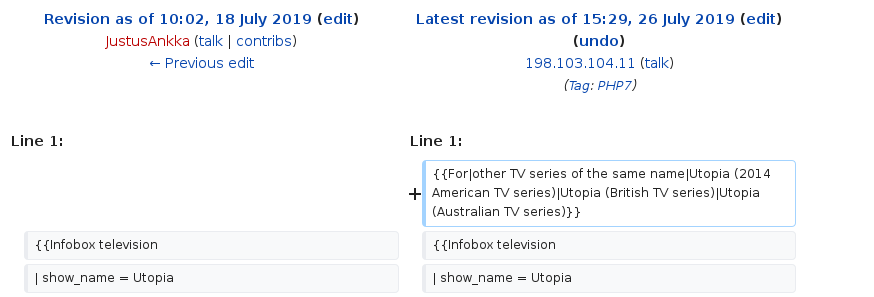 Revision as of 10:02, 18 July 2019 (edit)
JustusAnkka (talk | contribs)
← Previous edit
Latest revision as of 15:29, 26 July 2019 (edit)
(undo)
198.103.104.11 (talk)
(Tag: PHP7)
Line 1:
Line 1:
+
{{For|other TV series of the same name|Utopia (2014
American TV series)|Utopia (British TV series)|Utopia
(Australian TV series)}}
{{Infobox television
{{Infobox television
| show_name = Utopia
| show_name = Utopia